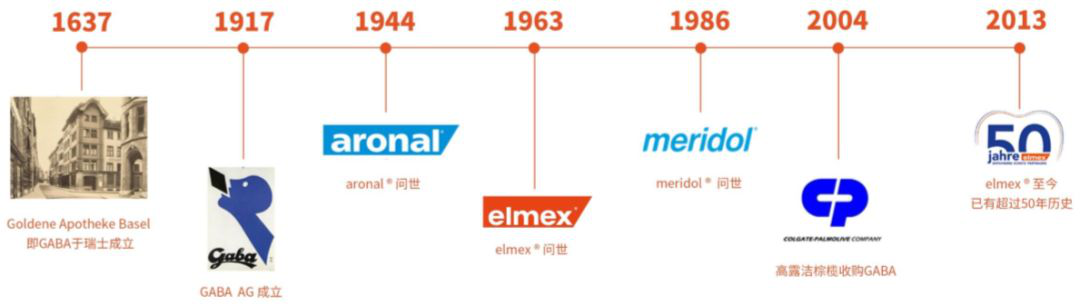 1637
1917
1944
1963
1986
2004
2013
Goldene Apotheke Basel
即GABA于瑞士成立
Gaba
GABA AG 成立
aronal®
aronal ® 问世
elmex®
elmex ® 问世
meridol®
meridol ® 问世
CP
COLGATE-PALMOLIVE COMPANY
高露洁棕榄收购GABA
50
jahre elmex
elmex ® 至今
已有超过50年历史